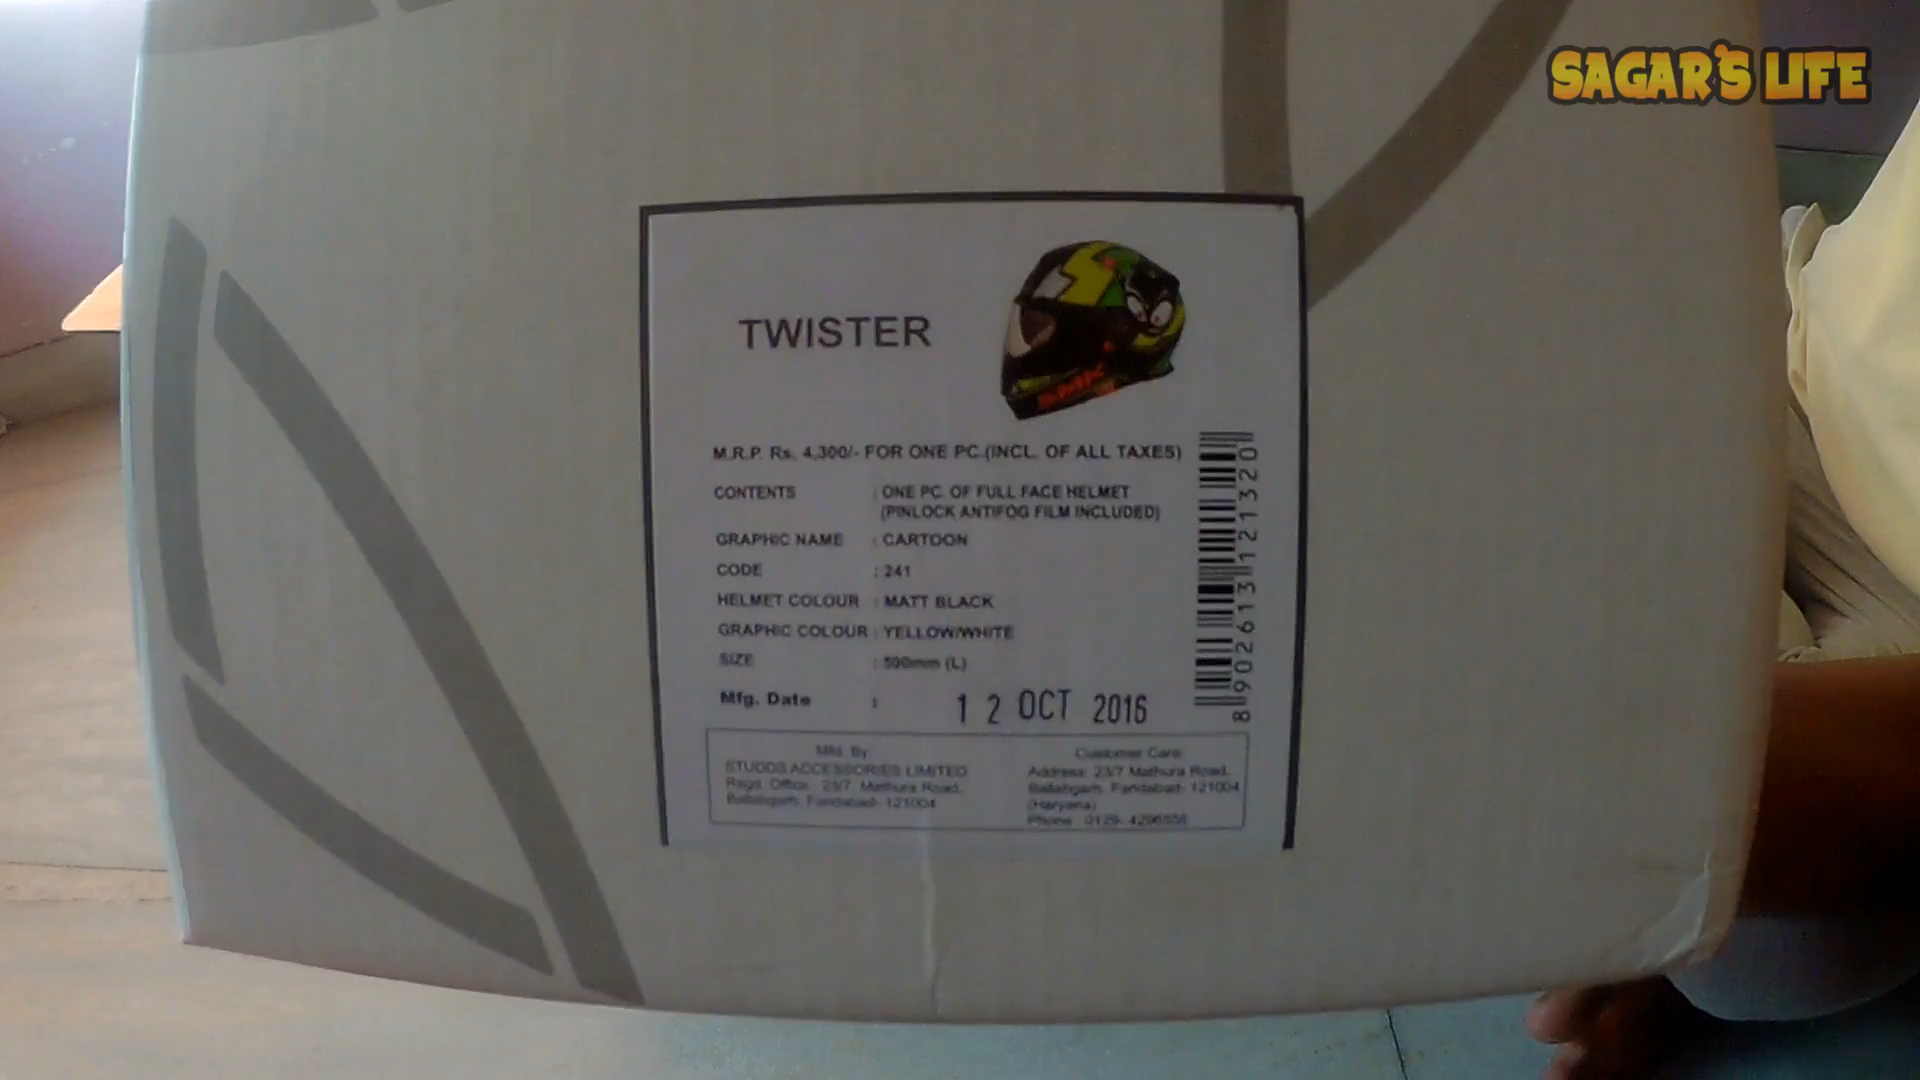 SAGAR'S LIFE
TWISTER
SMK
M.R.P. Rs. 4,300/- FOR ONE PC.(INCL. OF ALL TAXES)
CONTENTS : ONE PC. OF FULL FACE HELMET
(PINLOCK ANTIFOG FILM INCLUDED)
GRAPHIC NAME : CARTOON
CODE : 241
HELMET COLOUR : MATT BLACK
GRAPHIC COLOUR : YELLOW/WHITE
SIZE : 590mm (L)
Mfg. Date : 12 OCT 2016
8902613121320
Mfd. By:
STUDDS ACCESSORIES LIMITED
Regd. Office: 23/7 Mathura Road,
Ballabgarh, Faridabad- 121004
Customer Care:
Address: 23/7 Mathura Road,
Ballabgarh, Faridabad- 121004
(Haryana)
Phone : 0129-